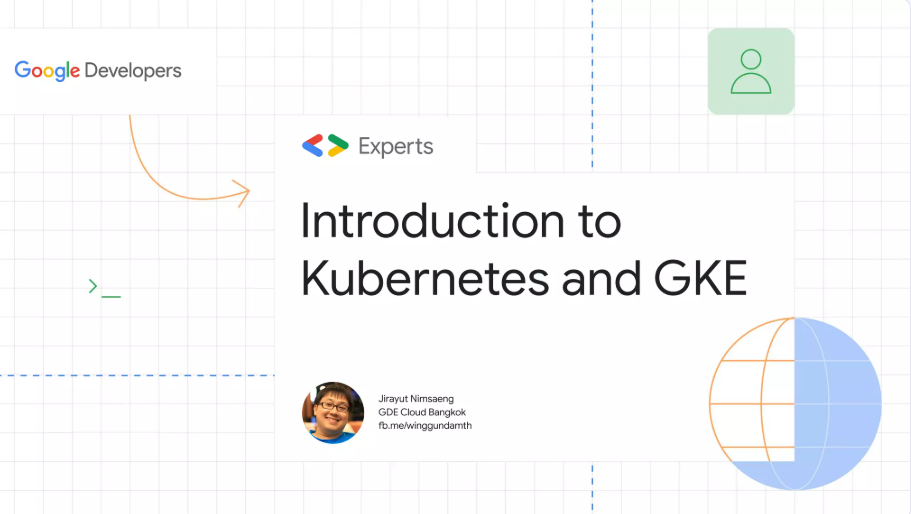 Google Developers
Experts
Introduction to
Kubernetes and GKE
>_
Jirayut Nimsaeng
GDE Cloud Bangkok
fb.me/winggundamth